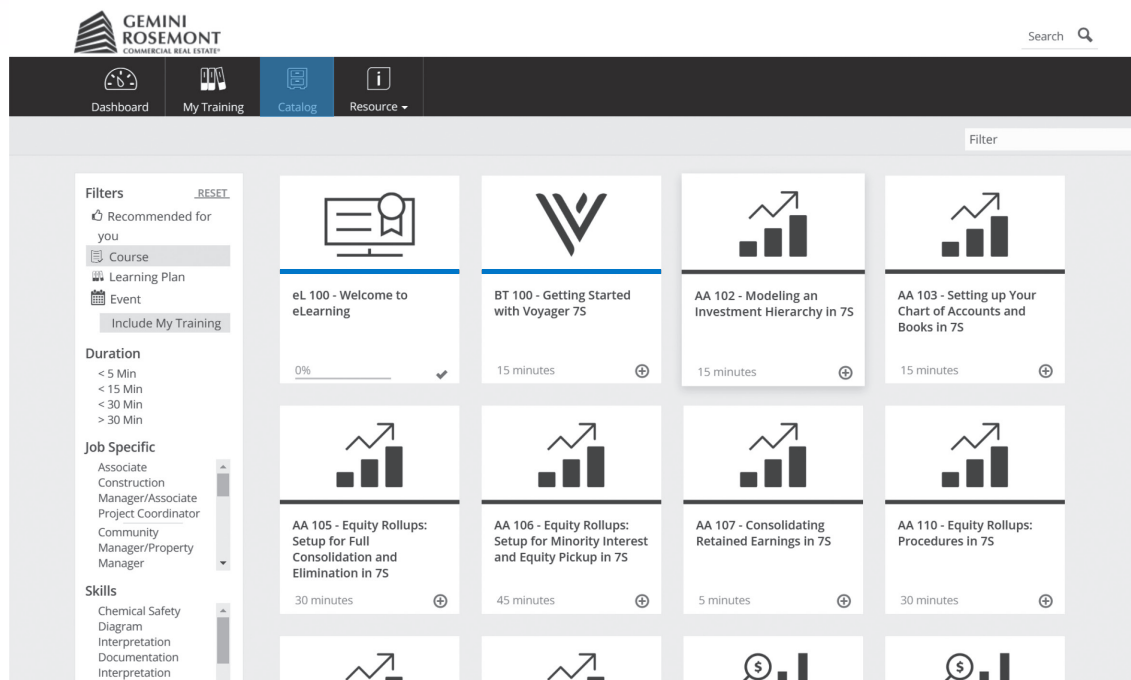 GEMINI
ROSEMONT
COMMERCIAL REAL ESTATE®
Search
Dashboard
My Training
Catalog
Resource
Filter
Filters
RESET
Recommended for
you
Course
Learning Plan
Event
Include My Training
Duration
< 5 Min
< 15 Min
< 30 Min
> 30 Min
Job Specific
Associate
Construction
Manager/Associate
Project Coordinator
Community
Manager/Property
Manager
Skills
Chemical Safety
Diagram
Interpretation
Documentation
Interpretation
eL 100 - Welcome to
eLearning
0%
BT 100 - Getting Started
with Voyager 7S
15 minutes
AA 102 - Modeling an
Investment Hierarchy in 7S
15 minutes
AA 103 - Setting up Your
Chart of Accounts and
Books in 7S
15 minutes
AA 105 - Equity Rollups:
Setup for Full
Consolidation and
Elimination in 7S
30 minutes
AA 106 - Equity Rollups:
Setup for Minority Interest
and Equity Pickup in 7S
45 minutes
AA 107 - Consolidating
Retained Earnings in 7S
5 minutes
AA 110 - Equity Rollups:
Procedures in 7S
30 minutes